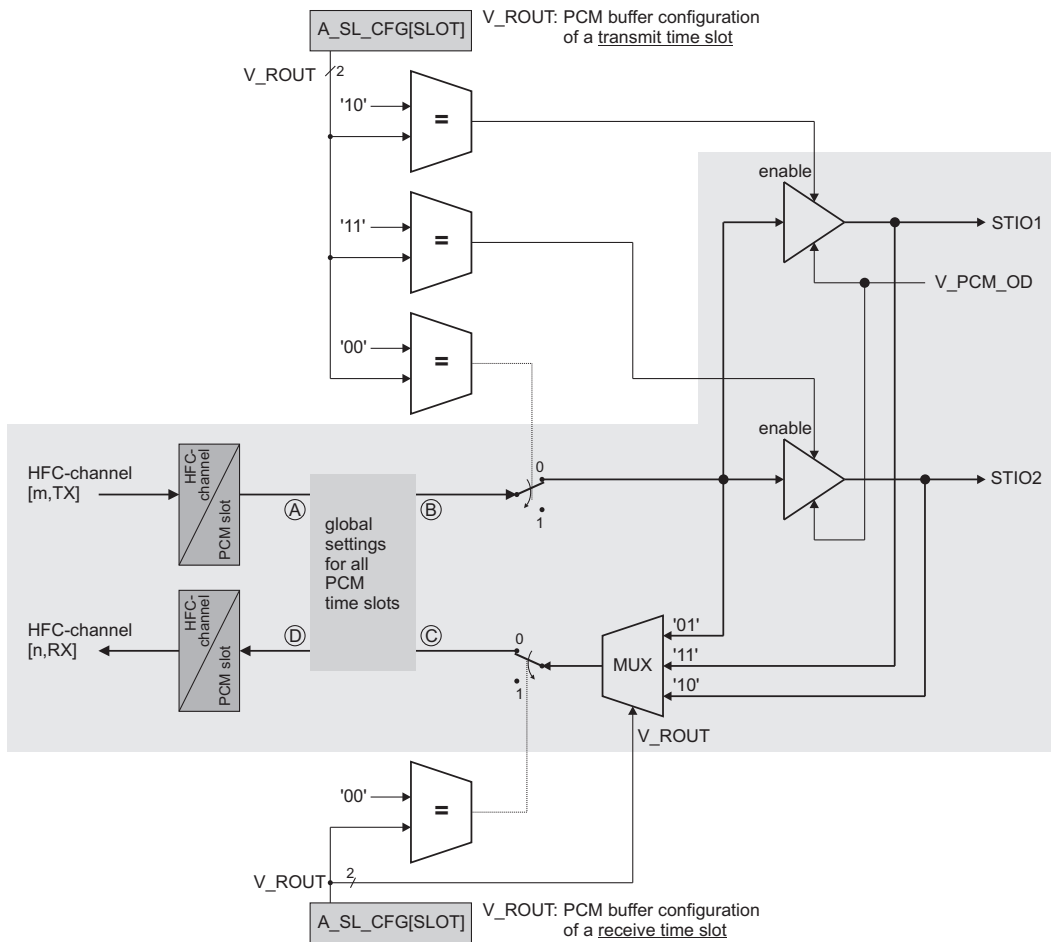 A_SL_CFG[SLOT]
V_ROUT: PCM buffer configuration
of a transmit time slot
V_ROUT
2
'10'
=
enable
STIO1
'11'
=
V_PCM_OD
'00'
=
enable
HFC-channel
[m,TX]
HFC-
channel
PCM slot
A
global
settings
for all
PCM
time slots
B
0
1
STIO2
HFC-channel
[n,RX]
HFC-
channel
PCM slot
D
C
0
1
MUX
'01'
'11'
'10'
V_ROUT
'00'
=
V_ROUT
2
A_SL_CFG[SLOT]
V_ROUT: PCM buffer configuration
of a receive time slot